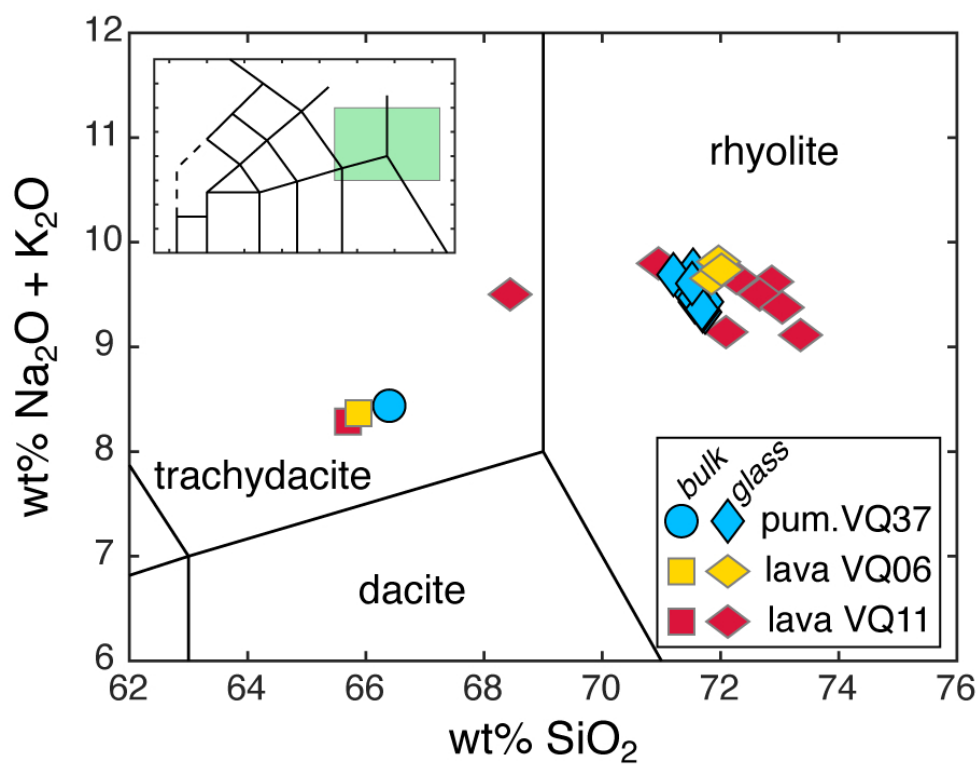 12
11
10
9
8
7
6
wt% Na₂O + K₂O
rhyolite
trachydacite
dacite
bulk glass
pum.VQ37
lava VQ06
lava VQ11
62 64 66 68 70 72 74 76
wt% SiO₂